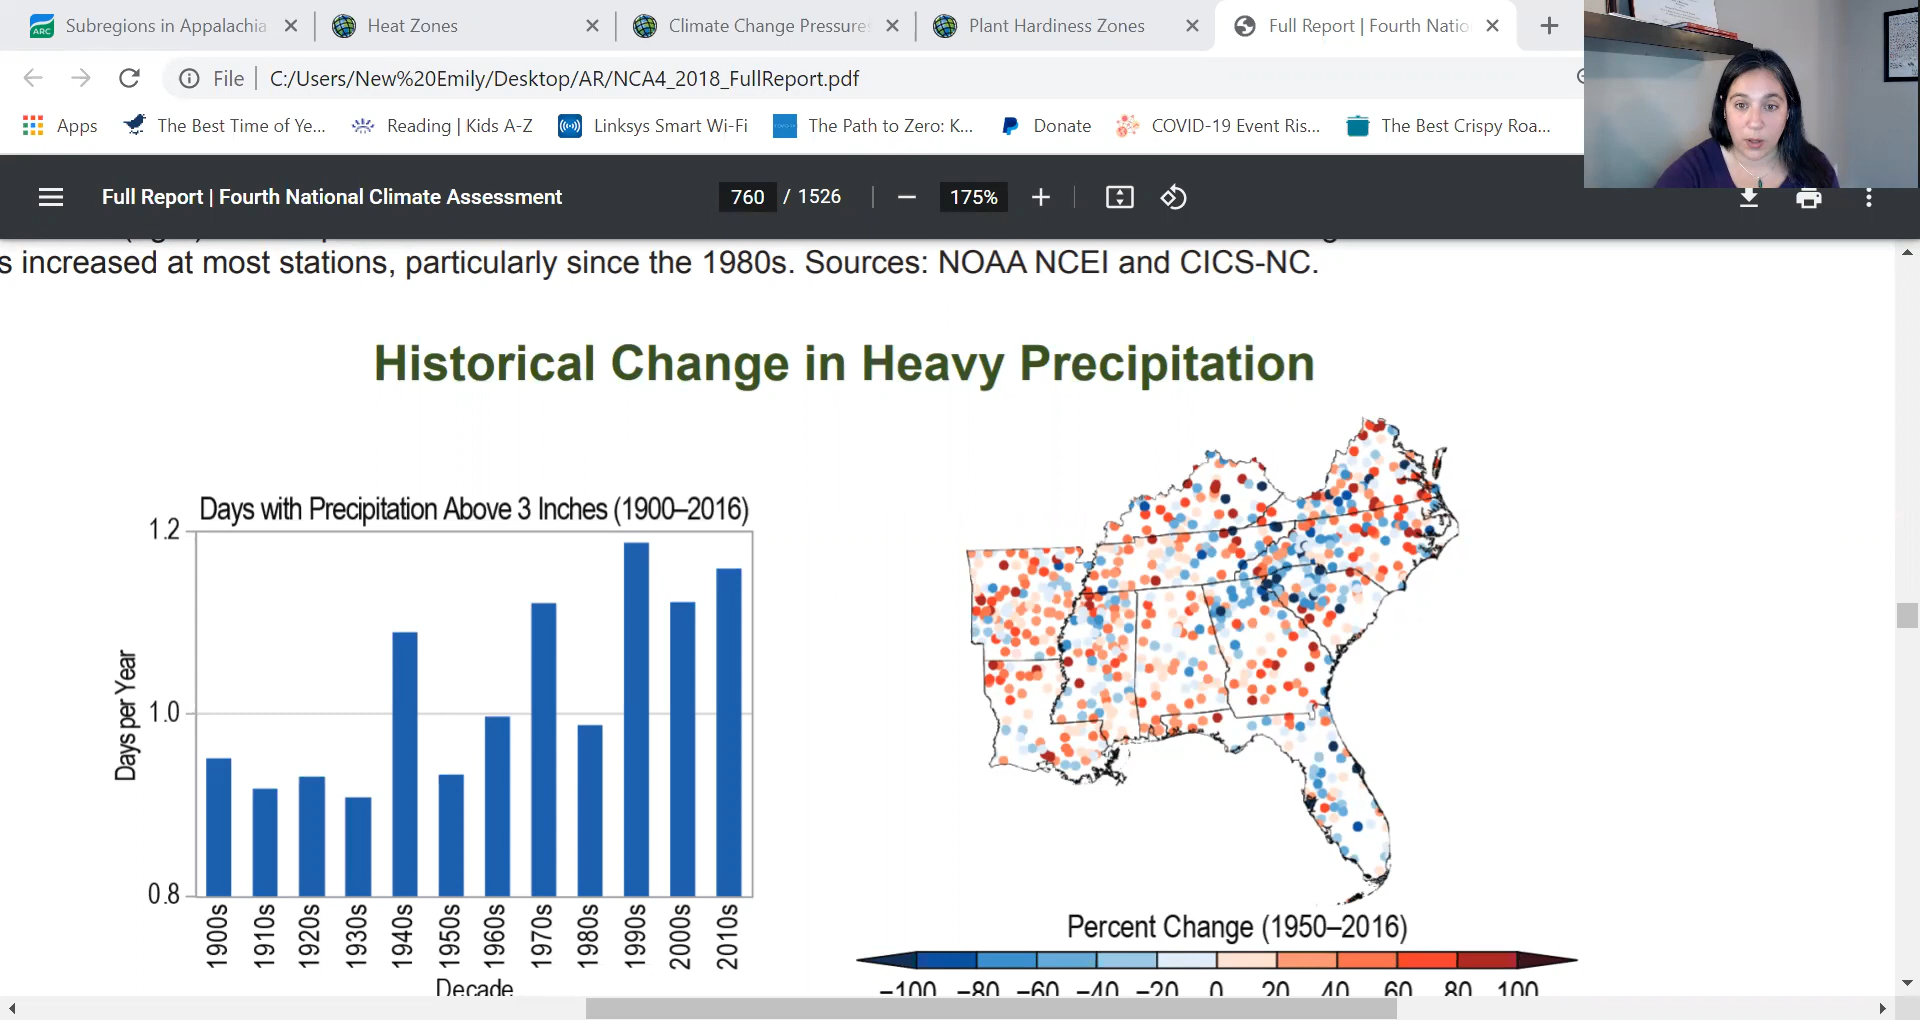 Subregions in Appalachia
Heat Zones
Climate Change Pressure
Plant Hardiness Zones
Full Report | Fourth Natio
ARC
File
C:/Users/New%20Emily/Desktop/AR/NCA4_2018_FullReport.pdf
Apps
The Best Time of Ye...
Reading | Kids A-Z
Linksys Smart Wi-Fi
The Path to Zero: K...
Donate
COVID-19 Event Ris...
The Best Crispy Roa...
Full Report | Fourth National Climate Assessment
760 / 1526
175%
s increased at most stations, particularly since the 1980s. Sources: NOAA NCEI and CICS-NC.
Historical Change in Heavy Precipitation
Days with Precipitation Above 3 Inches (1900–2016)
1.2
1.0
0.8
Days per Year
1900s
1910s
1920s
1930s
1940s
1950s
1960s
1970s
1980s
1990s
2000s
2010s
Decade
Percent Change (1950–2016)
−100 −80 −60 −40 −20 0 20 40 60 80 100